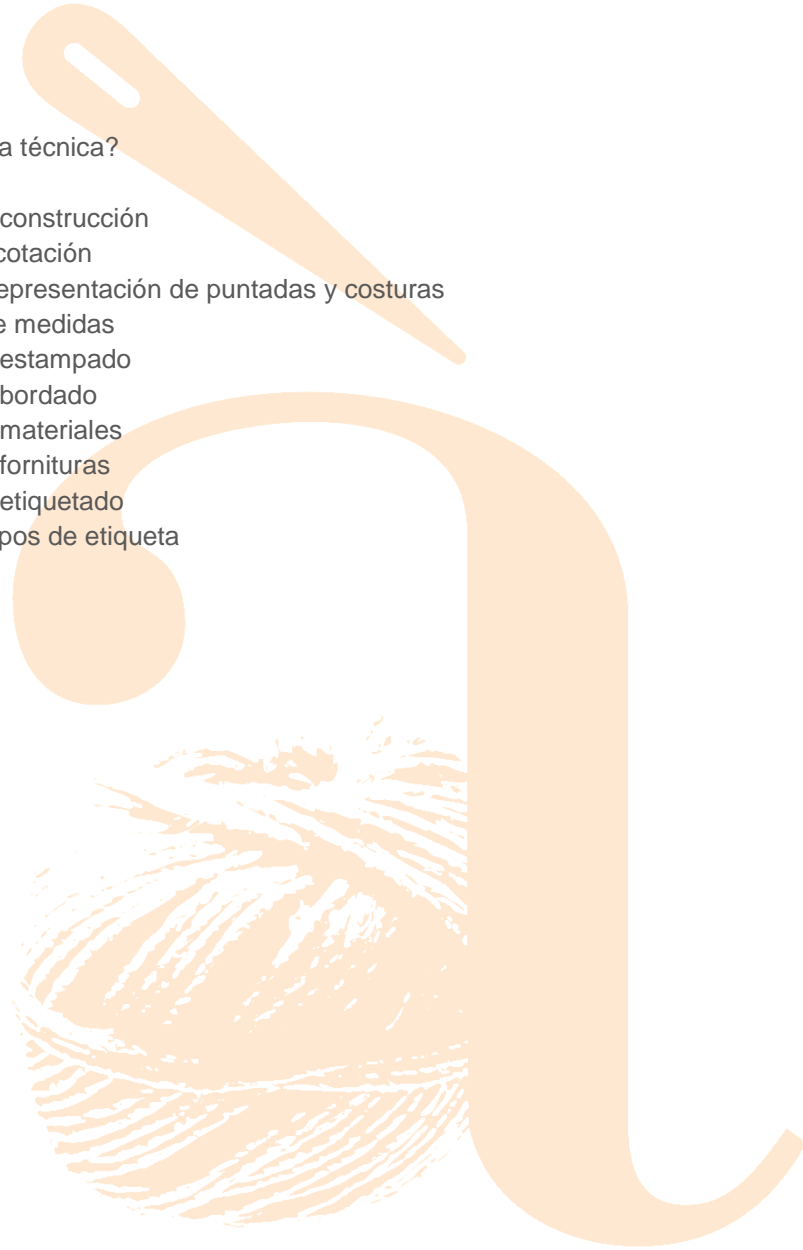 a técnica?
construcción
cotación
epresentación de puntadas y costuras
e medidas
estampado
bordado
materiales
fornituras
etiquetado
pos de etiqueta